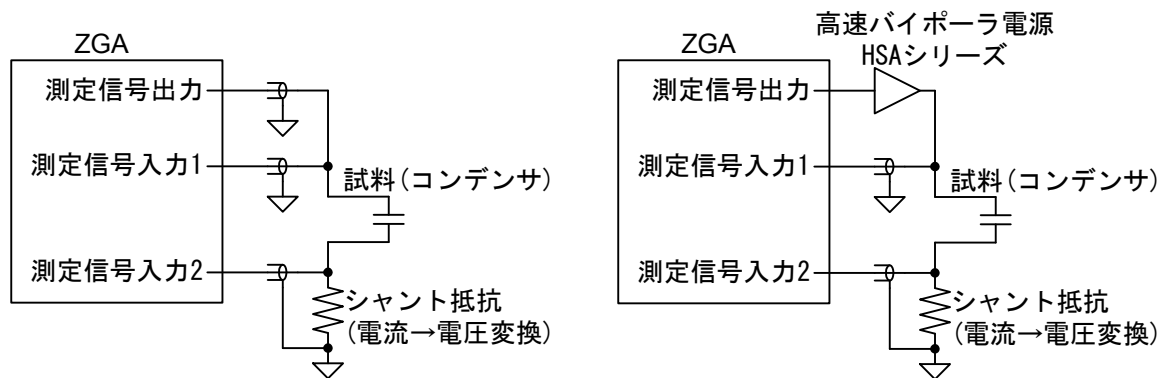 ZGA
測定信号出力
測定信号入力1
試料(コンデンサ)
測定信号入力2
シャント抵抗
(電流→電圧変換)
高速バイポーラ電源
HSAシリーズ
ZGA
測定信号出力
測定信号入力1
試料(コンデンサ)
測定信号入力2
シャント抵抗
(電流→電圧変換)